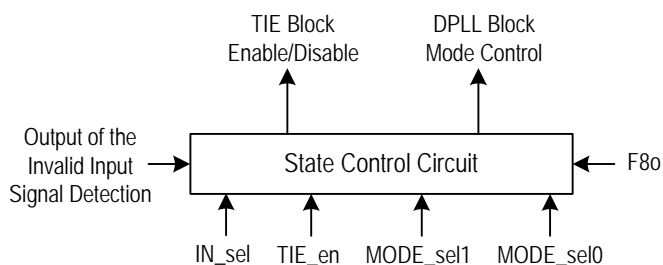 TIE Block
Enable/Disable
DPLL Block
Mode Control
Output of the
Invalid Input
Signal Detection
State Control Circuit
F8o
IN_sel
TIE_en
MODE_sel1
MODE_sel0